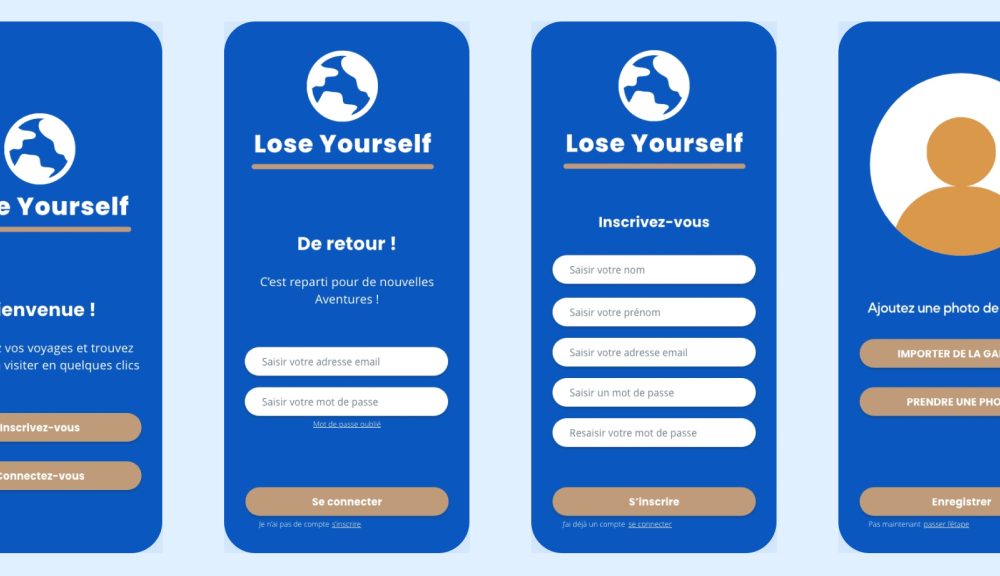 e Yourself
ienvenue !
vos voyages et trouvez
visiter en quelques clics
Inscrivez-vous
Connectez-vous
Lose Yourself
De retour !
C'est reparti pour de nouvelles
Aventures !
Saisir votre adresse email
Saisir votre mot de passe
Mot de passe oublié
Se connecter
Je n'ai pas de compte s'inscrire
Lose Yourself
Inscrivez-vous
Saisir votre nom
Saisir votre prénom
Saisir votre adresse email
Saisir un mot de passe
Resaisir votre mot de passe
S'inscrire
J'ai déjà un compte se connecter
Ajoutez une photo de
IMPORTER DE LA GA
PRENDRE UNE PHO
Enregistrer
Pas maintenant passer l'étape